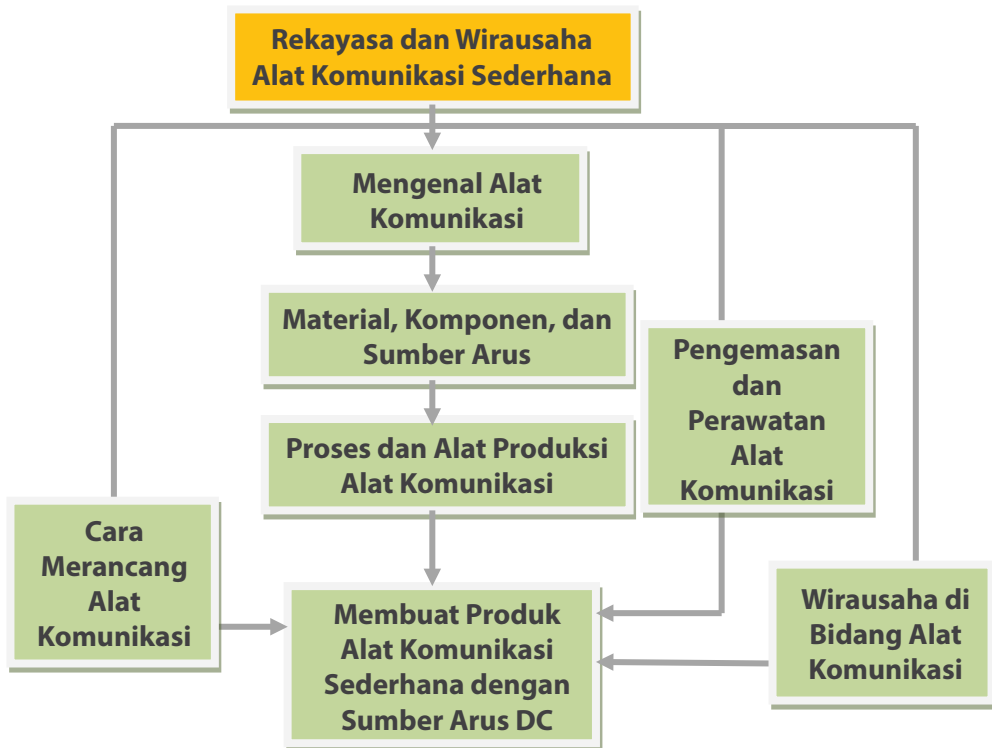 Rekayasa dan Wirausaha
Alat Komunikasi Sederhana
Mengenal Alat
Komunikasi
Material, Komponen, dan
Sumber Arus
Proses dan Alat Produksi
Alat Komunikasi
Pengemasan
dan
Perawatan
Alat
Komunikasi
Cara
Merancang
Alat
Komunikasi
Membuat Produk
Alat Komunikasi
Sederhana dengan
Sumber Arus DC
Wirausaha di
Bidang Alat
Komunikasi